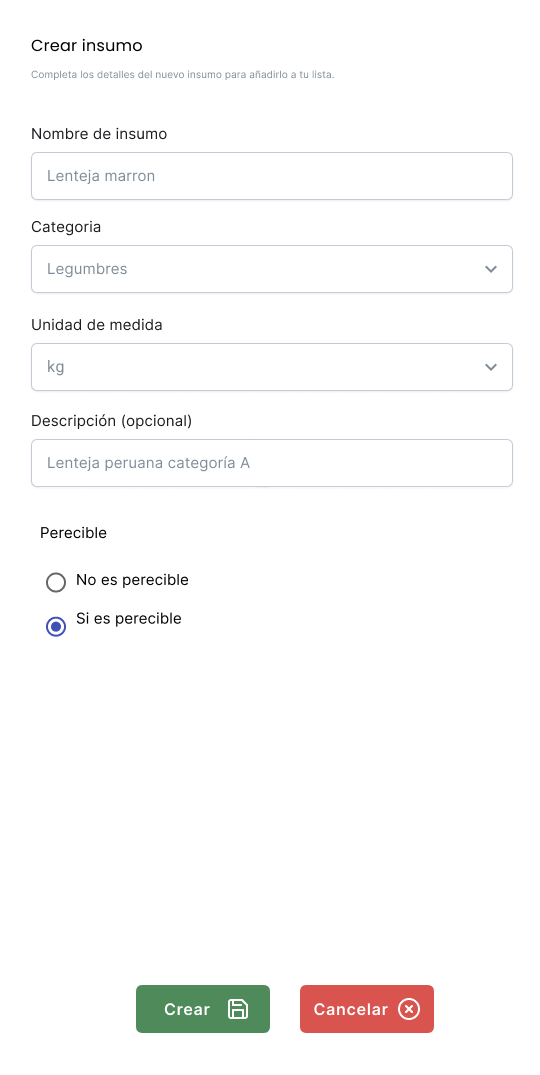 Crear insumo
Completa los detalles del nuevo insumo para añadirlo a tu lista.
Nombre de insumo
Lenteja marron
Categoria
Legumbres
Unidad de medida
kg
Descripción (opcional)
Lenteja peruana categoría A
Perecible
No es perecible
Si es perecible
Crear
Cancelar